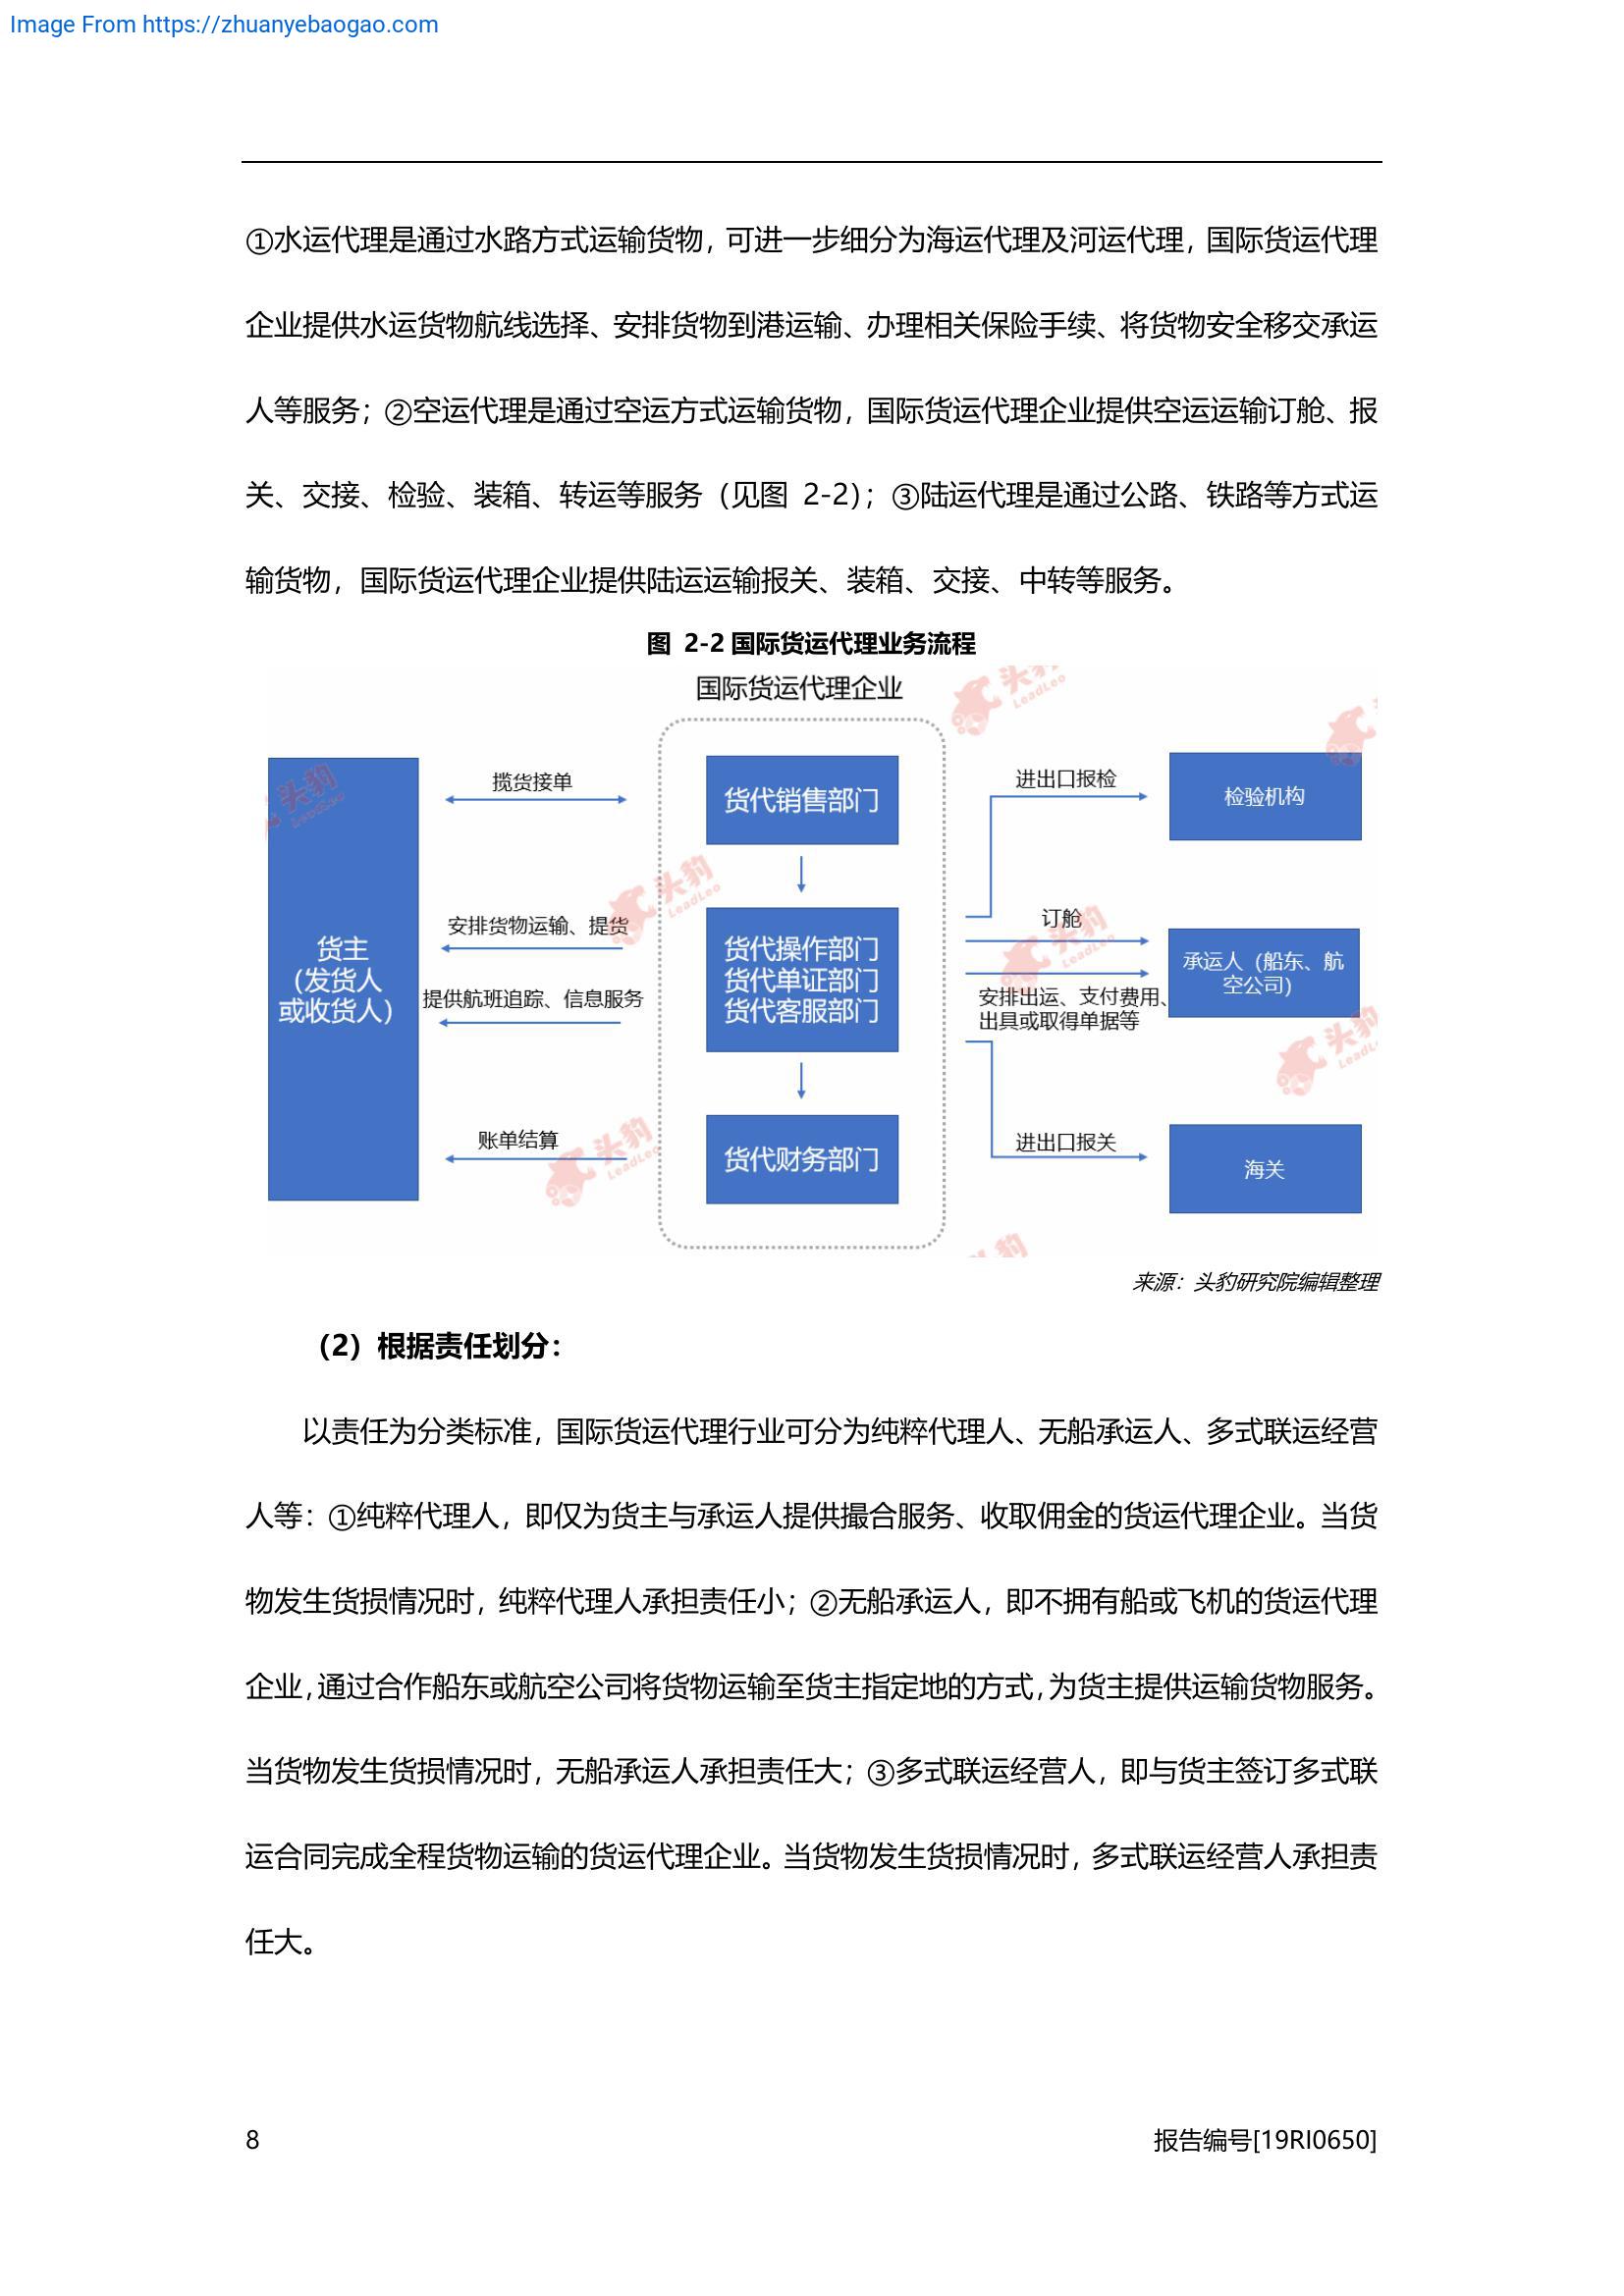 Image From https://zhuanyebaogao.com
①水运代理是通过水路方式运输货物，可进一步细分为海运代理及河运代理，国际货运代理
企业提供水运货物航线选择、安排货物到港运输、办理相关保险手续、将货物安全移交承运
人等服务；②空运代理是通过空运方式运输货物，国际货运代理企业提供空运运输订舱、报
关、交接、检验、装箱、转运等服务（见图 2-2）；③陆运代理是通过公路、铁路等方式运
输货物，国际货运代理企业提供陆运运输报关、装箱、交接、中转等服务。
图 2-2 国际货运代理业务流程
国际货运代理企业
货主
（发货人
或收货人）
揽货接单
安排货物运输、提货
提供航班追踪、信息服务
账单结算
货代销售部门
货代操作部门
货代单证部门
货代客服部门
货代财务部门
进出口报检
订舱
安排出运、支付费用、
出具或取得单据等
进出口报关
检验机构
承运人（船东、航
空公司）
海关
头豹
LeadLeo
头豹
LeadLeo
头豹
LeadLeo
头豹
LeadLeo
头豹
LeadLeo
头豹
来源：头豹研究院编辑整理
（2）根据责任划分：
以责任为分类标准，国际货运代理行业可分为纯粹代理人、无船承运人、多式联运经营
人等：①纯粹代理人，即仅为货主与承运人提供撮合服务、收取佣金的货运代理企业。当货
物发生货损情况时，纯粹代理人承担责任小；②无船承运人，即不拥有船或飞机的货运代理
企业，通过合作船东或航空公司将货物运输至货主指定地的方式，为货主提供运输货物服务。
当货物发生货损情况时，无船承运人承担责任大；③多式联运经营人，即与货主签订多式联
运合同完成全程货物运输的货运代理企业。当货物发生货损情况时，多式联运经营人承担责
任大。
8
报告编号[19RI0650]